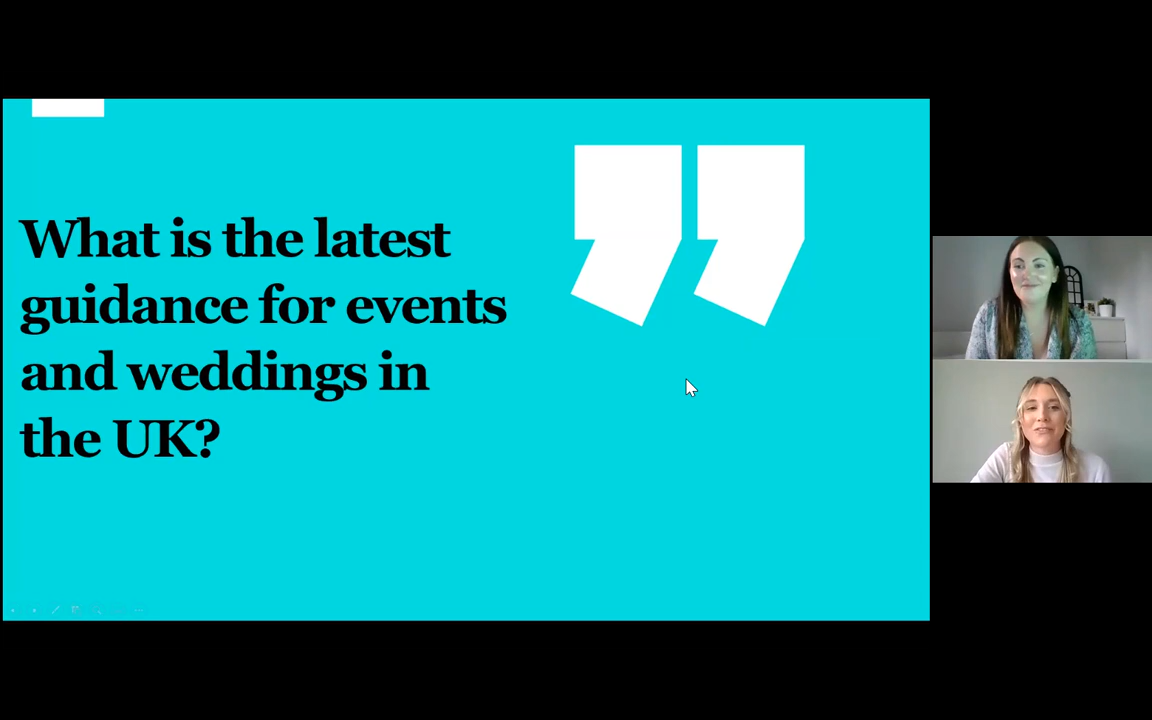 What is the latest
guidance for events
and weddings in
the UK?